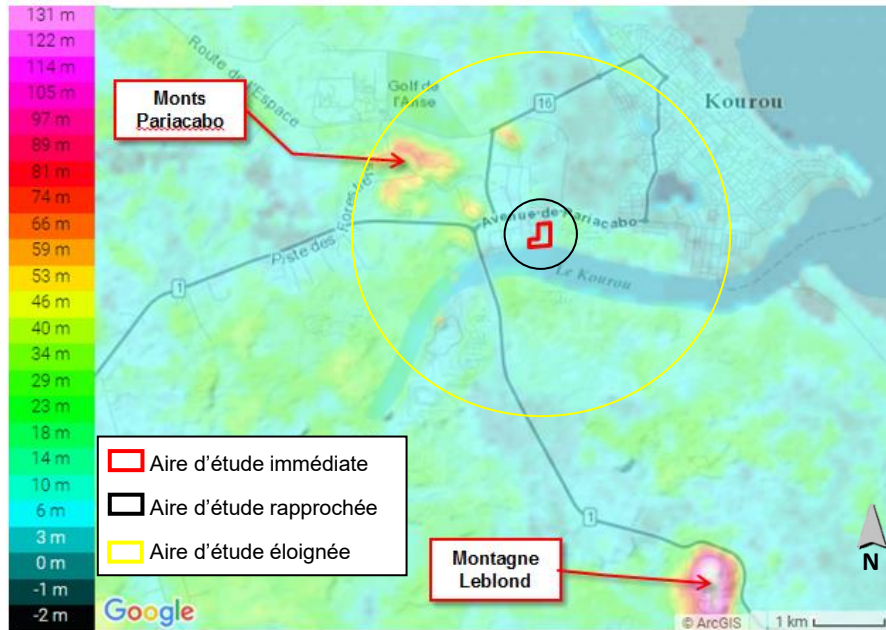 131 m
122 m
114 m
105 m
97 m
89 m
81 m
74 m
66 m
59 m
53 m
46 m
40 m
34 m
29 m
23 m
18 m
14 m
10 m
6 m
3 m
0 m
-1 m
-2 m
Route de l'Espace
Golf de
l'Anse
Monts
Pariacabo
16
Kourou
Avenue de Pariacabo
Piste des
Le Kourou
1
Aire d'étude immédiate
Aire d'étude rapprochée
Aire d'étude éloignée
1
Montagne
Leblond
N
Google
© ArcGIS
1 km